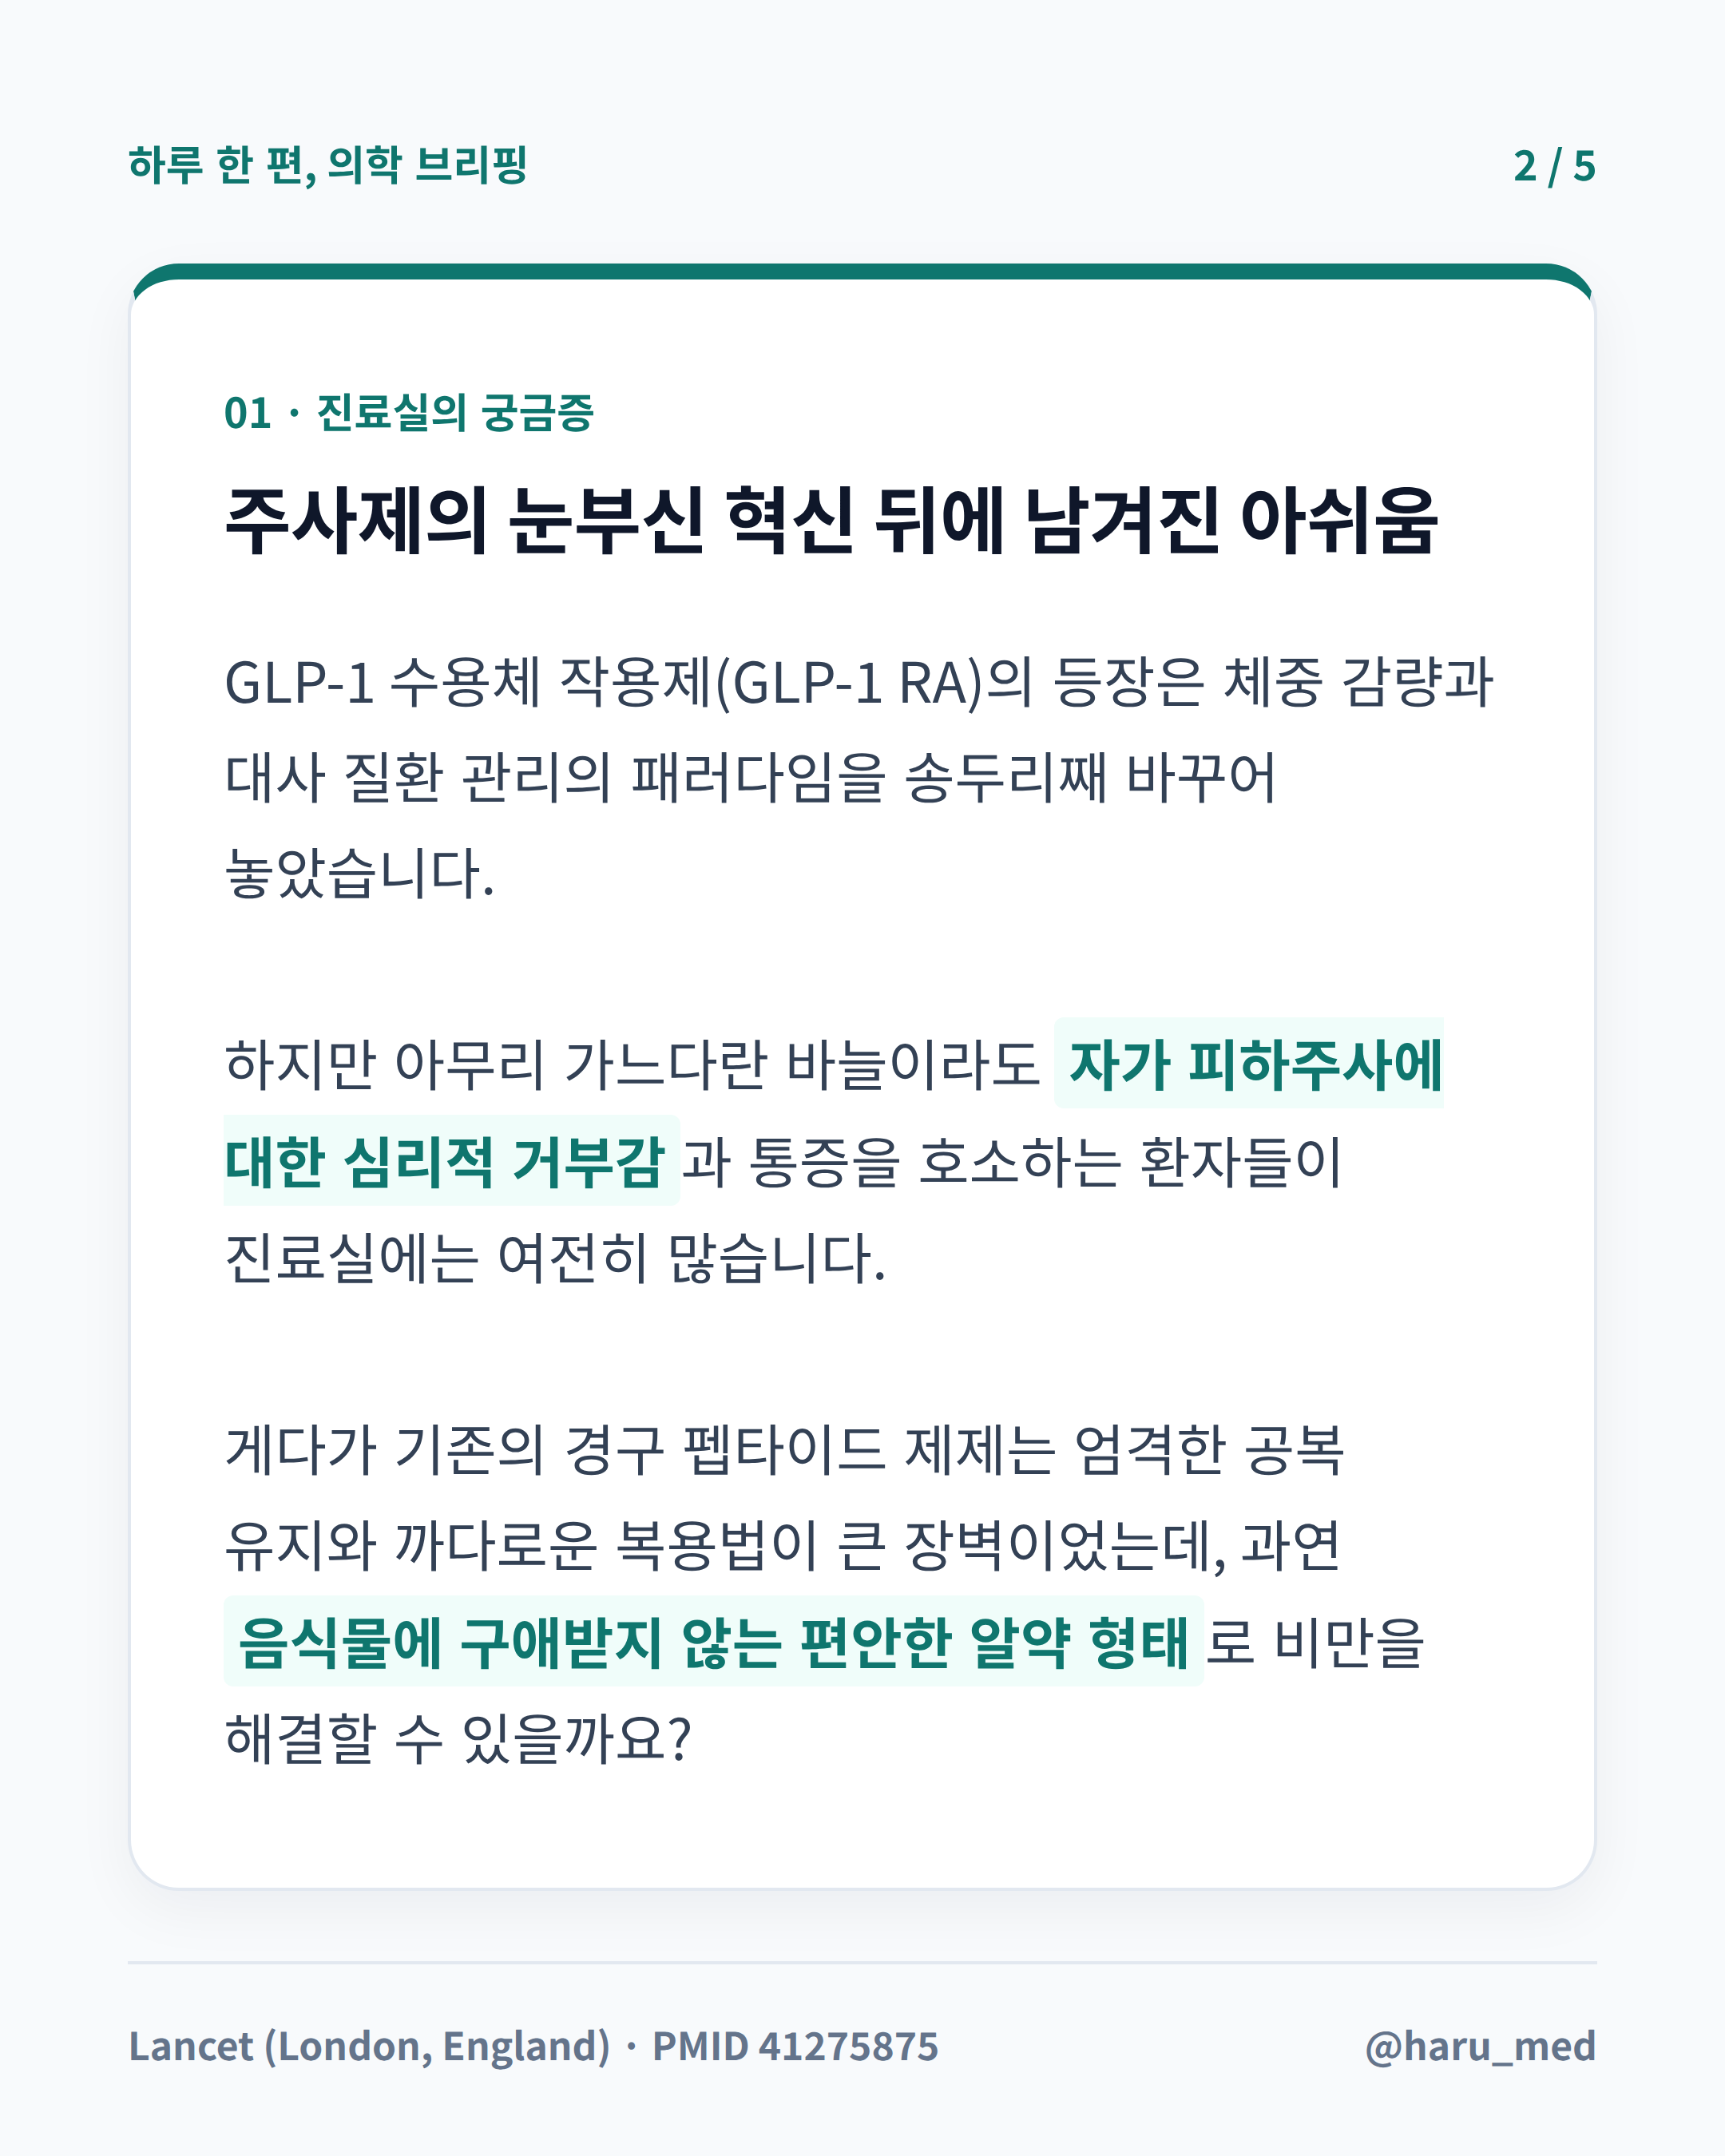 하루 한 편, 의학 브리핑
2 / 5
01 · 진료실의 궁금증
주사제의 눈부신 혁신 뒤에 남겨진 아쉬움
GLP-1 수용체 작용제(GLP-1 RA)의 등장은 체중 감량과
대사 질환 관리의 패러다임을 송두리째 바꾸어
놓았습니다.
하지만 아무리 가느다란 바늘이라도 자가 피하주사에
대한 심리적 거부감과 통증을 호소하는 환자들이
진료실에는 여전히 많습니다.
게다가 기존의 경구 펩타이드 제제는 엄격한 공복
유지와 까다로운 복용법이 큰 장벽이었는데, 과연
음식물에 구애받지 않는 편안한 알약 형태로 비만을
해결할 수 있을까요?
Lancet (London, England) · PMID 41275875
@haru_med